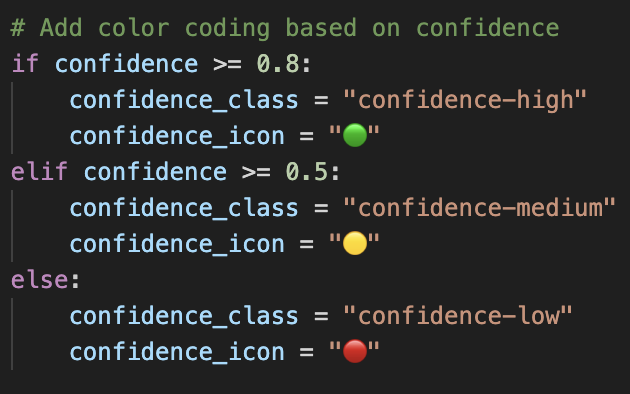 # Add color coding based on confidence
if confidence >= 0.8:
    confidence_class = "confidence-high"
    confidence_icon = "🟢"
elif confidence >= 0.5:
    confidence_class = "confidence-medium"
    confidence_icon = "🟡"
else:
    confidence_class = "confidence-low"
    confidence_icon = "🔴"